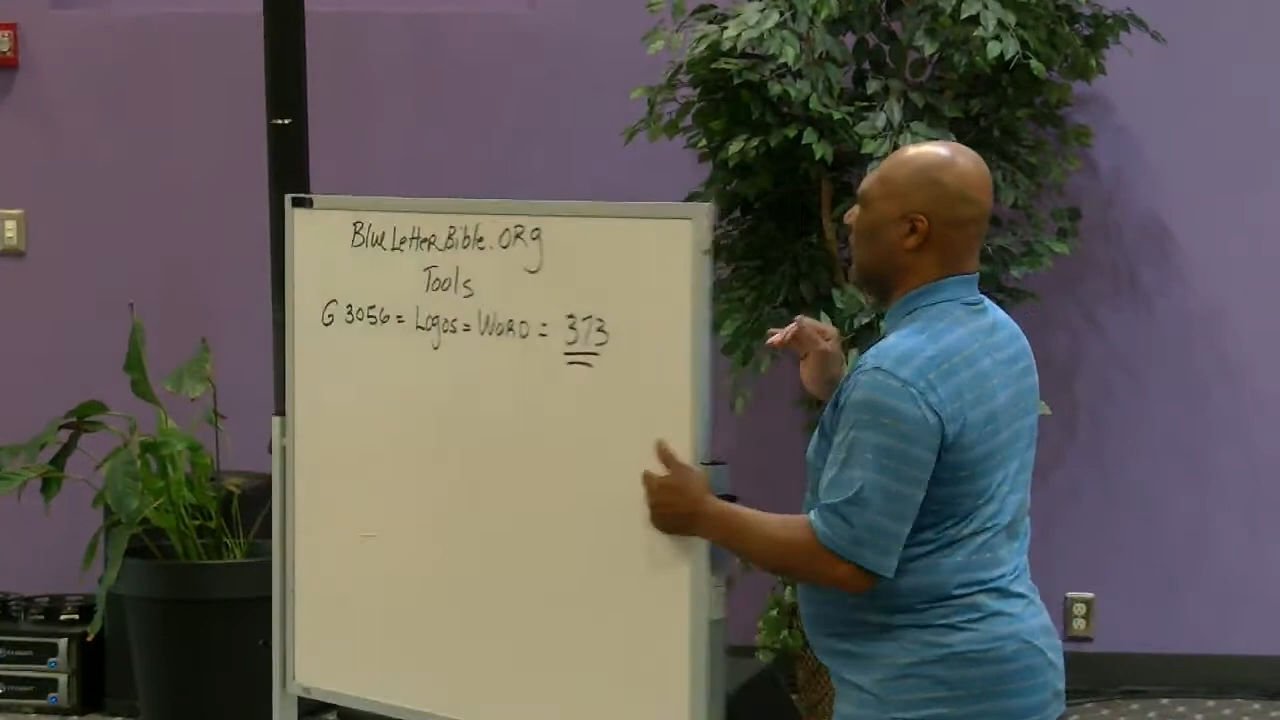 BlueLetterBible.ORg
Tools
G 3056 = Logos = WORD = 373